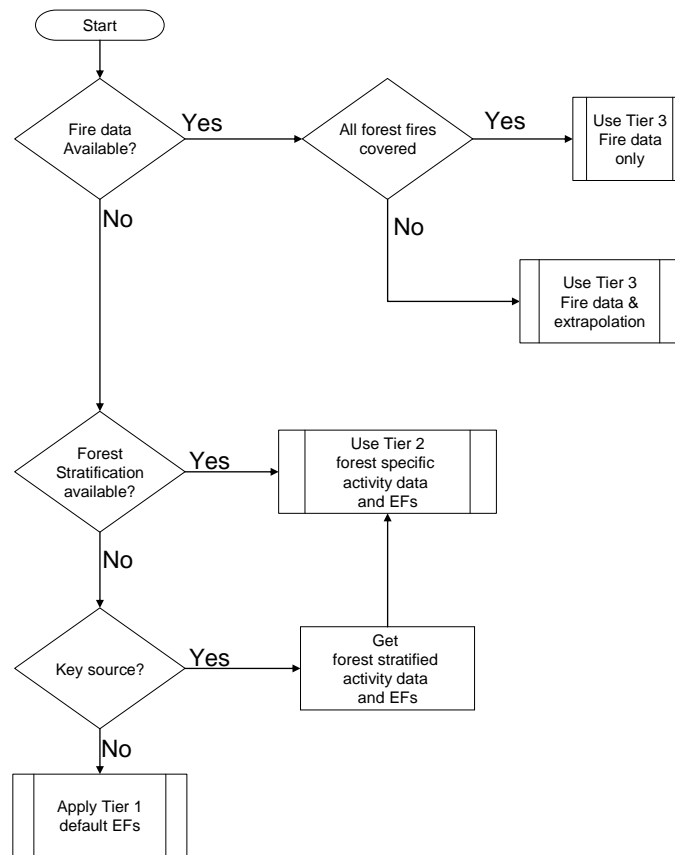 Start
Fire data
Available?
Yes
All forest fires
covered
Yes
Use Tier 3
Fire data
only
No
No
Use Tier 3
Fire data &
extrapolation
Forest
Stratification
available?
Yes
Use Tier 2
forest specific
activity data
and EFs
No
Key source?
Yes
Get
forest stratified
activity data
and EFs
No
Apply Tier 1
default EFs